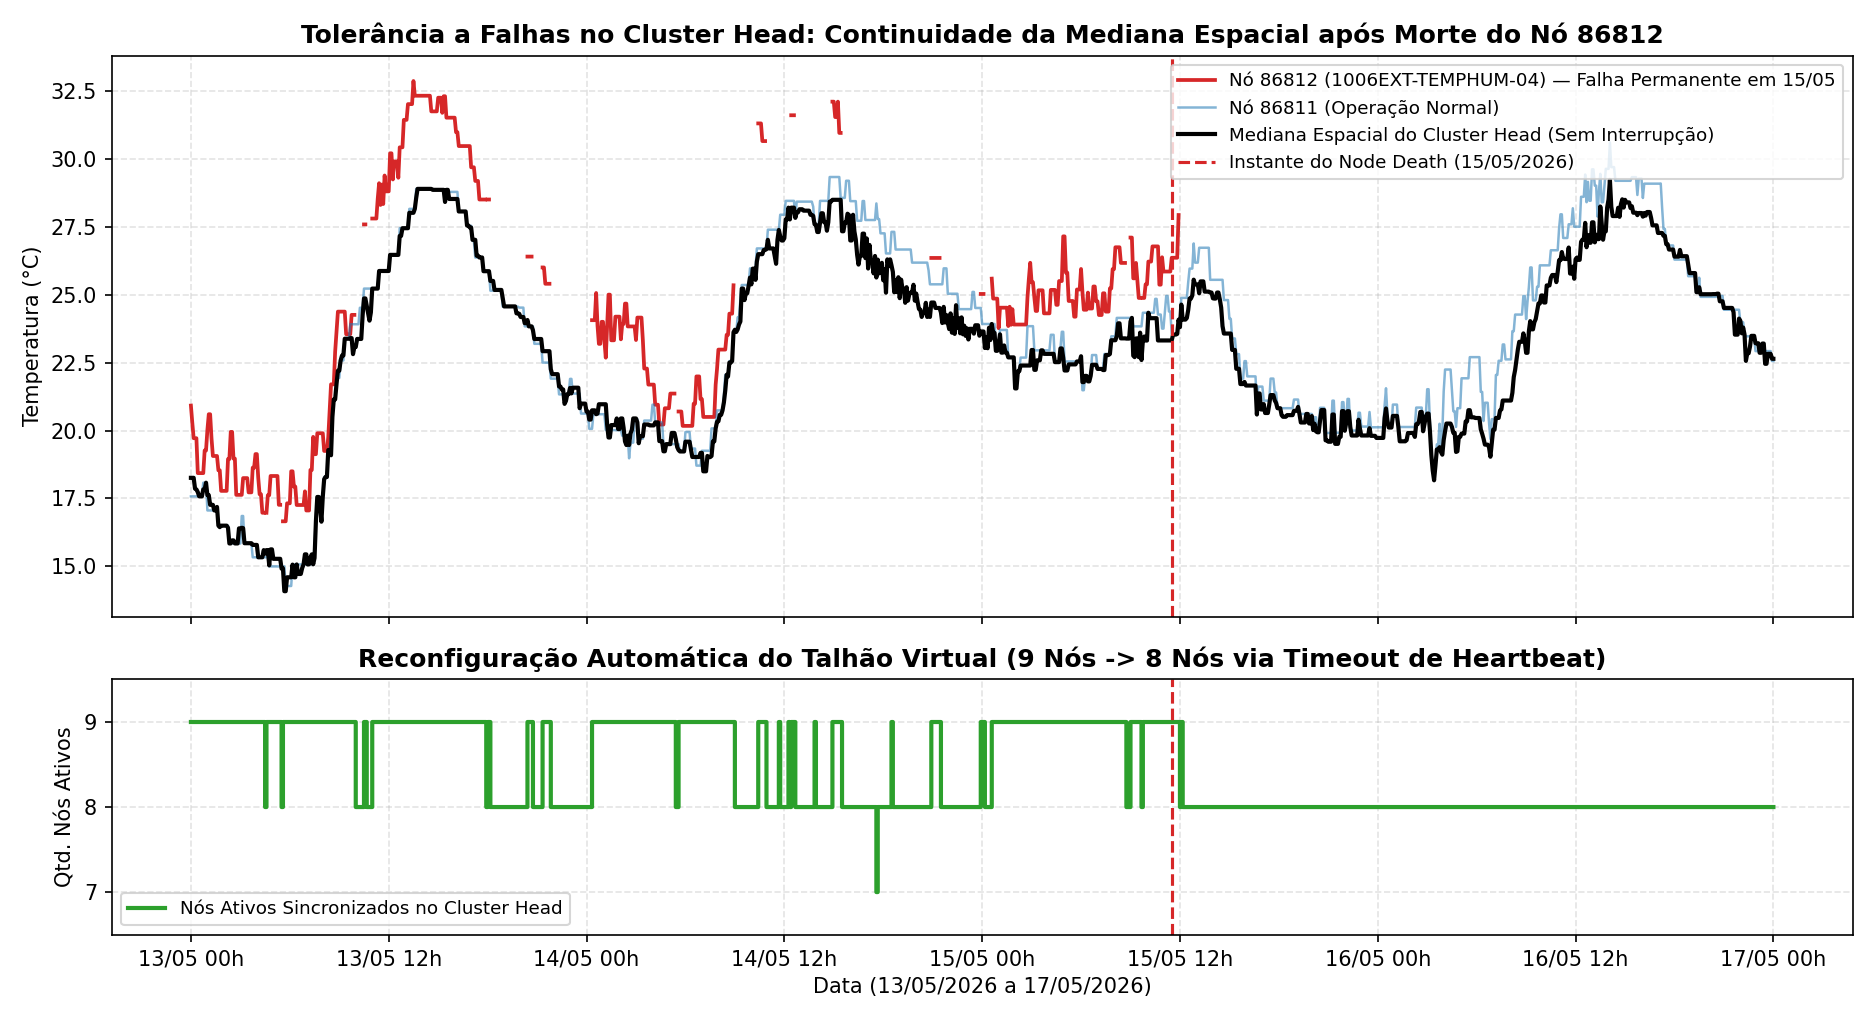 Tolerância a Falhas no Cluster Head: Continuidade da Mediana Espacial após Morte do Nó 86812
Temperatura (°C)
32.5
30.0
27.5
25.0
22.5
20.0
17.5
15.0
Nó 86812 (1006EXT-TEMPHUM-04) — Falha Permanente em 15/05
Nó 86811 (Operação Normal)
Mediana Espacial do Cluster Head (Sem Interrupção)
Instante do Node Death (15/05/2026)
Reconfiguração Automática do Talhão Virtual (9 Nós -> 8 Nós via Timeout de Heartbeat)
Qtd. Nós Ativos
9
8
7
Nós Ativos Sincronizados no Cluster Head
13/05 00h
13/05 12h
14/05 00h
14/05 12h
15/05 00h
15/05 12h
16/05 00h
16/05 12h
17/05 00h
Data (13/05/2026 a 17/05/2026)